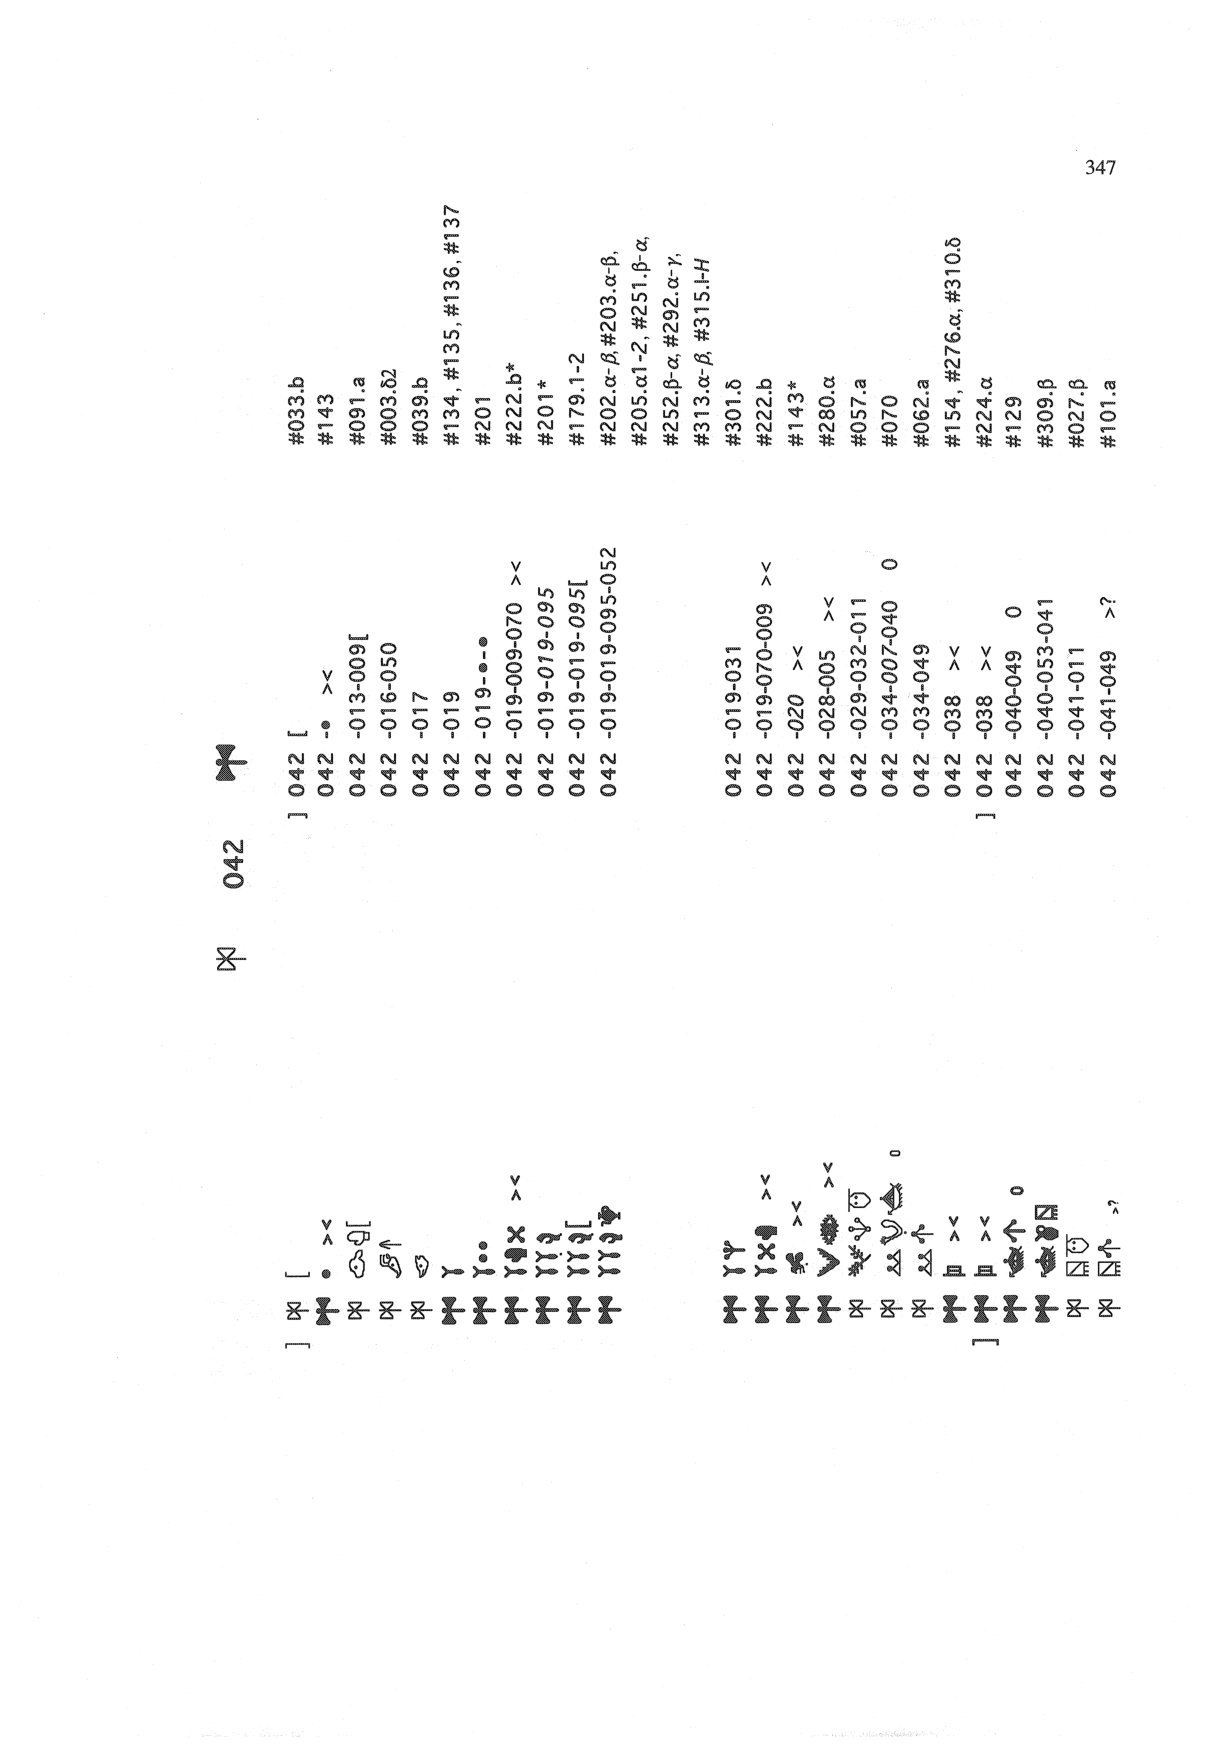 347
042
] 042 [ #033.b
042 -● >< #143
042 -013-009[ #091.a
042 -016-050 #003.δ2
042 -017 #039.b
042 -019 #134, #135, #136, #137
042 -019-●-● #201
042 -019-009-070 >< #222.b*
042 -019-019-095 #201*
042 -019-019-095[ #179.1-2
042 -019-019-095-052 #202.α-β, #203.α-β,
#205.α1-2, #251.β-α,
#252.β-α, #292.α-γ,
#313.α-β, #315.I-H
042 -019-031 #301.δ
042 -019-070-009 >< #222.b
042 -020 >< #143*
042 -028-005 >< #280.α
042 -029-032-011 #057.a
042 -034-007-040 0 #070
042 -034-049 #062.a
042 -038 >< #154, #276.α, #310.δ
] 042 -038 >< #224.α
042 -040-049 0 #129
042 -040-053-041 #309.β
042 -041-011 #027.β
042 -041-049 >? #101.a